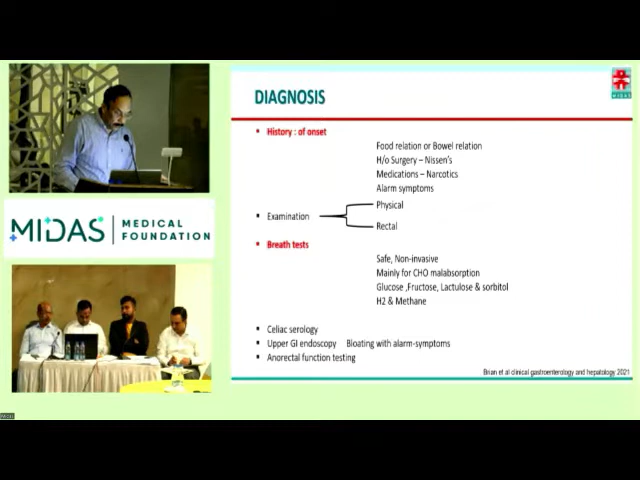 DIAGNOSIS
MIDAS
History : of onset
Food relation or Bowel relation
H/o Surgery – Nissen's
Medications – Narcotics
Alarm symptoms
Physical
Examination
Rectal
Breath tests
Safe, Non-invasive
Mainly for CHO malabsorption
Glucose ,Fructose, Lactulose & sorbitol
H2 & Methane
Celiac serology
Upper GI endoscopy Bloating with alarm-symptoms
Anorectal function testing
Brian et al clinical gastroenterology and hepatology 2021
MIDAS MEDICAL
FOUNDATION